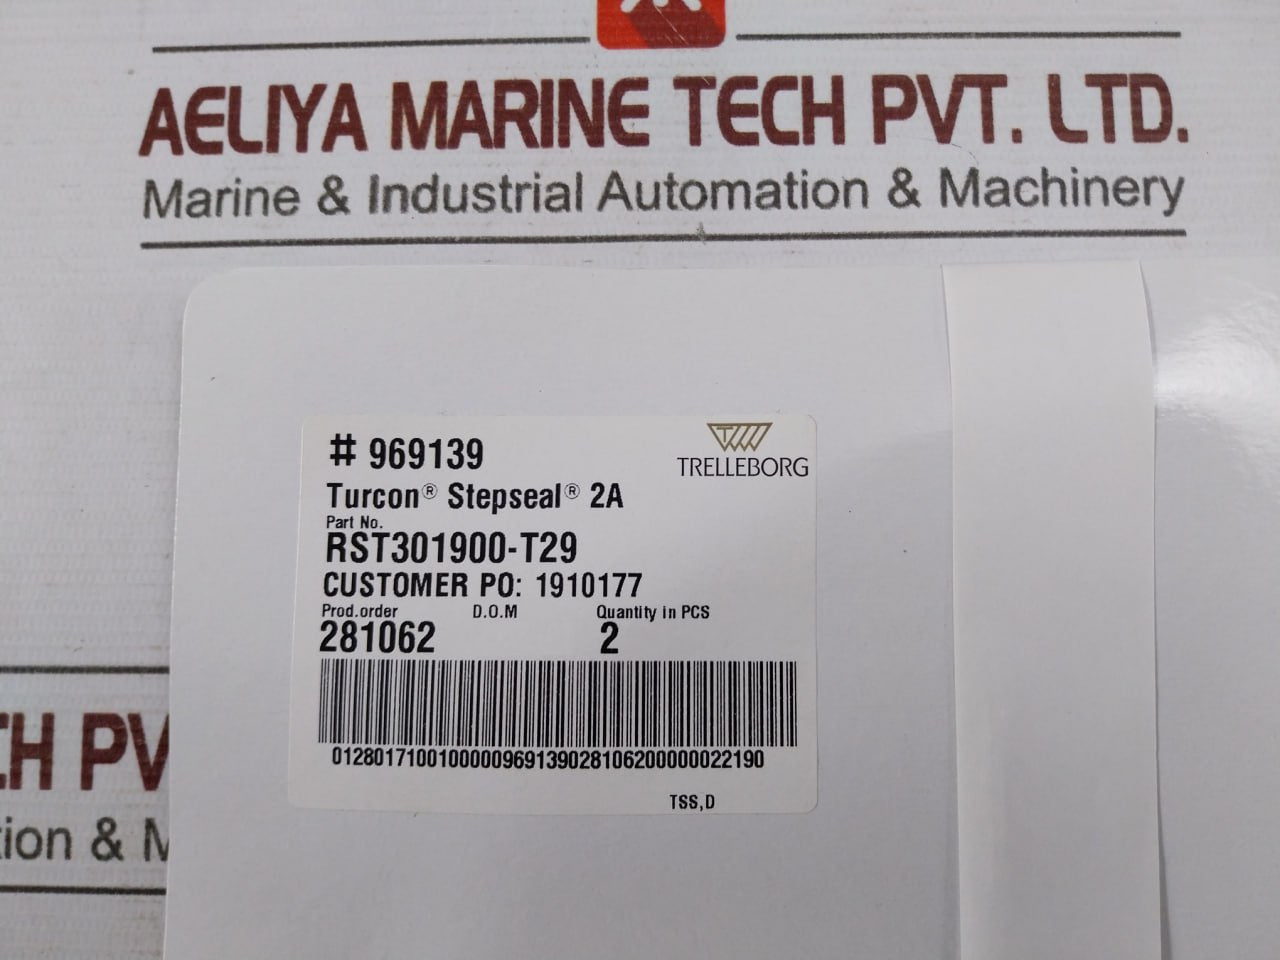 AELIYA MARINE TECH PVT. LTD.
Marine & Industrial Automation & Machinery
# 969139
TRELLEBORG
Turcon® Stepseal® 2A
Part No.
RST301900-T29
CUSTOMER PO: 1910177
Prod.order D.O.M Quantity in PCS
281062 2
0128017100100000969139028106200000022190
TSS,D
CH PV
tion & M